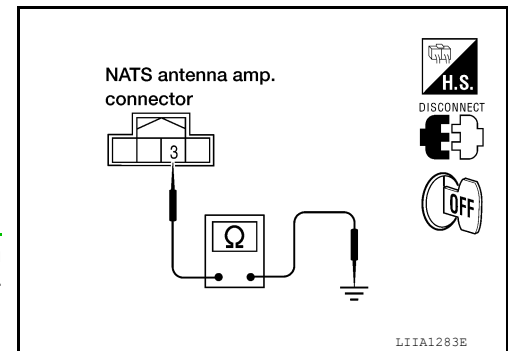 NATS antenna amp.
connector
3
Ω
H.S.
DISCONNECT
OFF
LIIA1283E